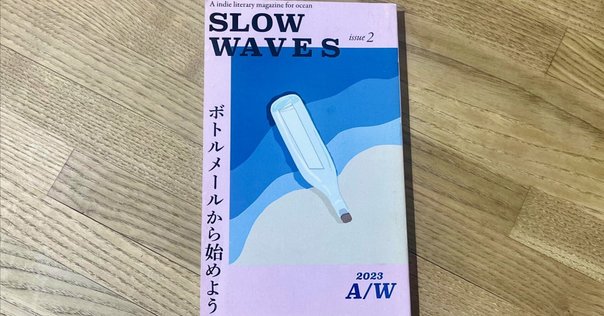 A indie literary magazine for ocean
SLOW
WAVES
issue 2
ボトルメールから始めよう
2023
A/W